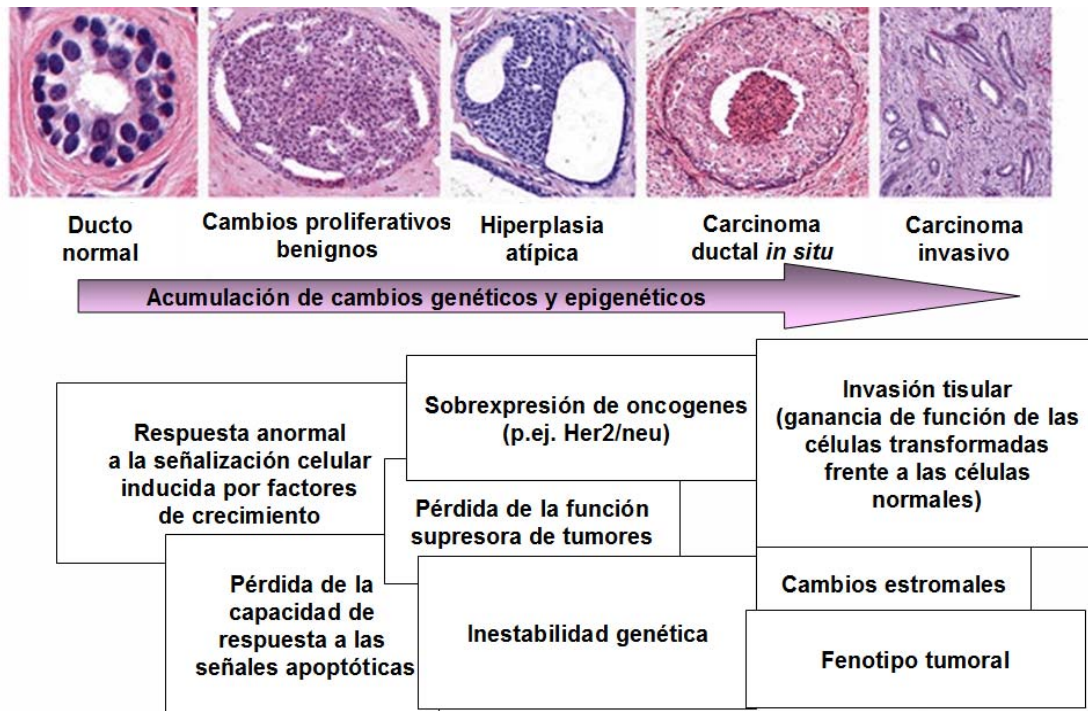 Ducto
normal
Cambios proliferativos
benignos
Hiperplasia
atípica
Carcinoma
ductal in situ
Carcinoma
invasivo
Acumulación de cambios genéticos y epigenéticos
Respuesta anormal
a la señalización celular
inducida por factores
de crecimiento
Pérdida de la
capacidad de
respuesta a las
señales apoptóticas
Sobrexpresión de oncogenes
(p.ej. Her2/neu)
Pérdida de la función
supresora de tumores
Inestabilidad genética
Invasión tisular
(ganancia de función de las
células transformadas
frente a las células
normales)
Cambios estromales
Fenotipo tumoral